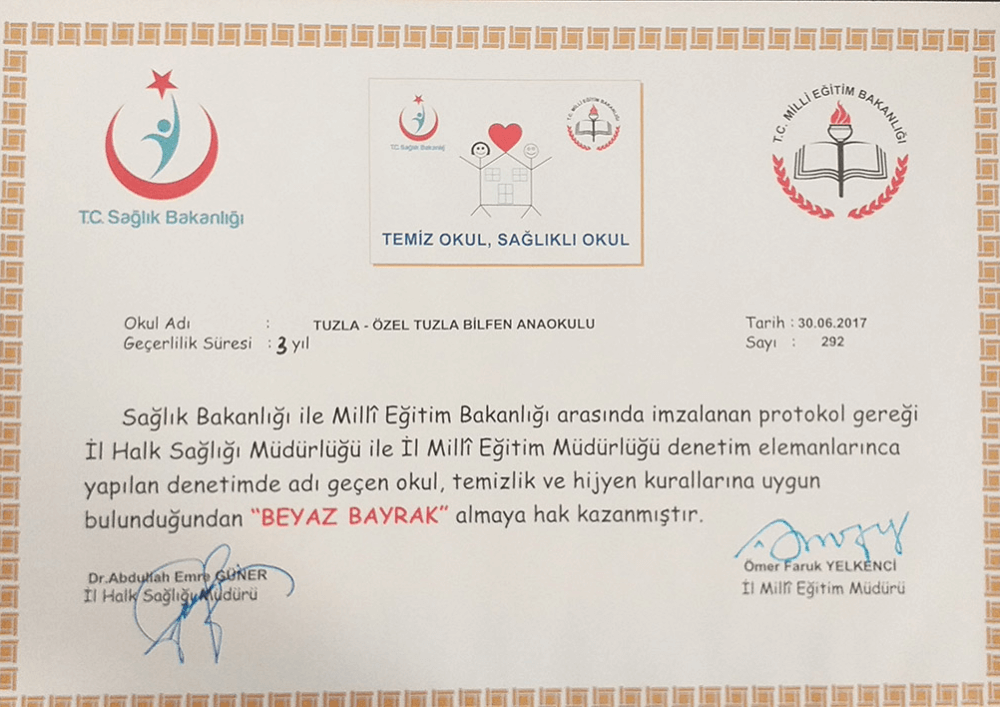 T.C. Sağlık Bakanlığı
T.C. Sağlık Bakanlığı
T.C. MİLLİ EĞİTİM BAKANLIĞI
TEMİZ OKUL, SAĞLIKLI OKUL
T.C. MİLLİ EĞİTİM BAKANLIĞI
Okul Adı : TUZLA - ÖZEL TUZLA BİLFEN ANAOKULU
Geçerlilik Süresi : 3 yıl
Tarih : 30.06.2017
Sayı : 292
Sağlık Bakanlığı ile Millî Eğitim Bakanlığı arasında imzalanan protokol gereği
İl Halk Sağlığı Müdürlüğü ile İl Millî Eğitim Müdürlüğü denetim elemanlarınca
yapılan denetimde adı geçen okul, temizlik ve hijyen kurallarına uygun
bulunduğundan “BEYAZ BAYRAK” almaya hak kazanmıştır.
Dr.Abdullah Emre GÜNER
İl Halk Sağlığı Müdürü
Ömer Faruk YELKENCİ
İl Millî Eğitim Müdürü